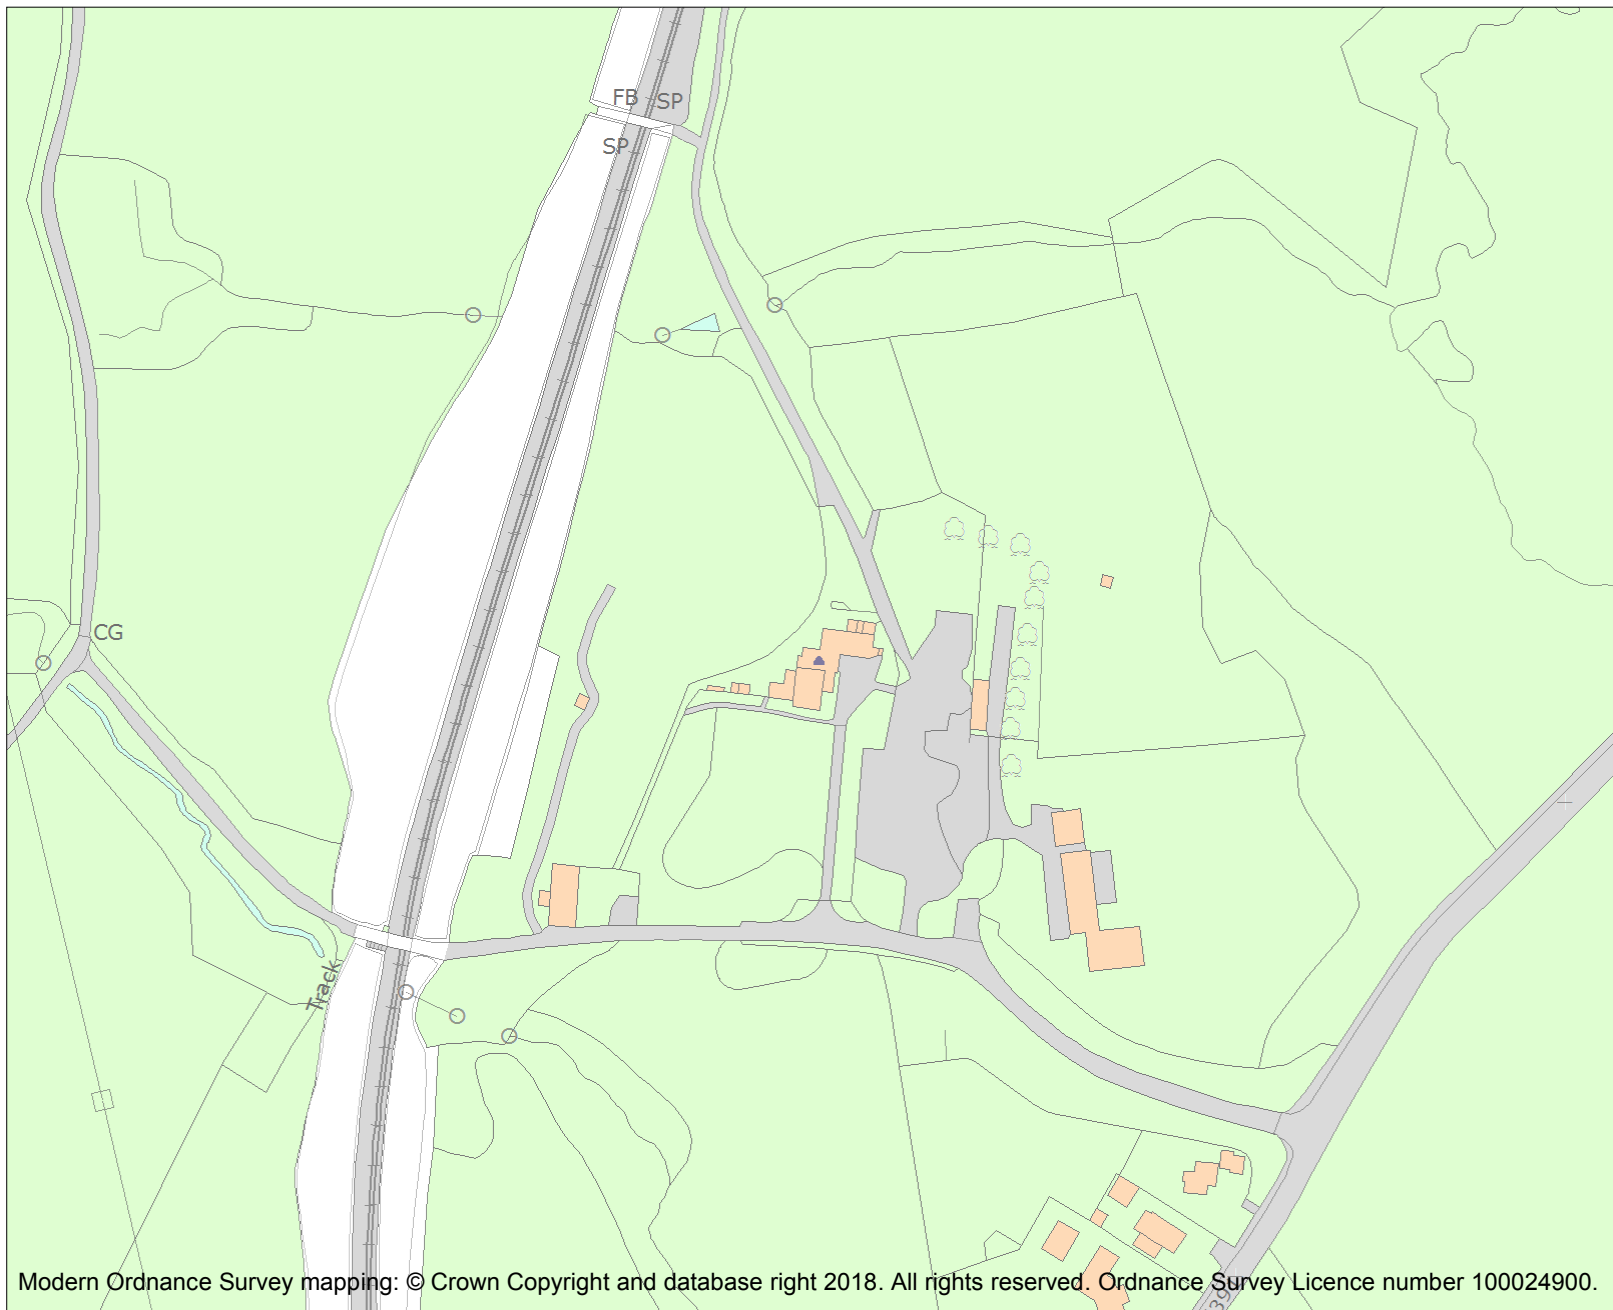 FB
SP
SP
CG
Track
Modern Ordnance Survey mapping: © Crown Copyright and database right 2018. All rights reserved. Ordnance Survey Licence number 100024900.